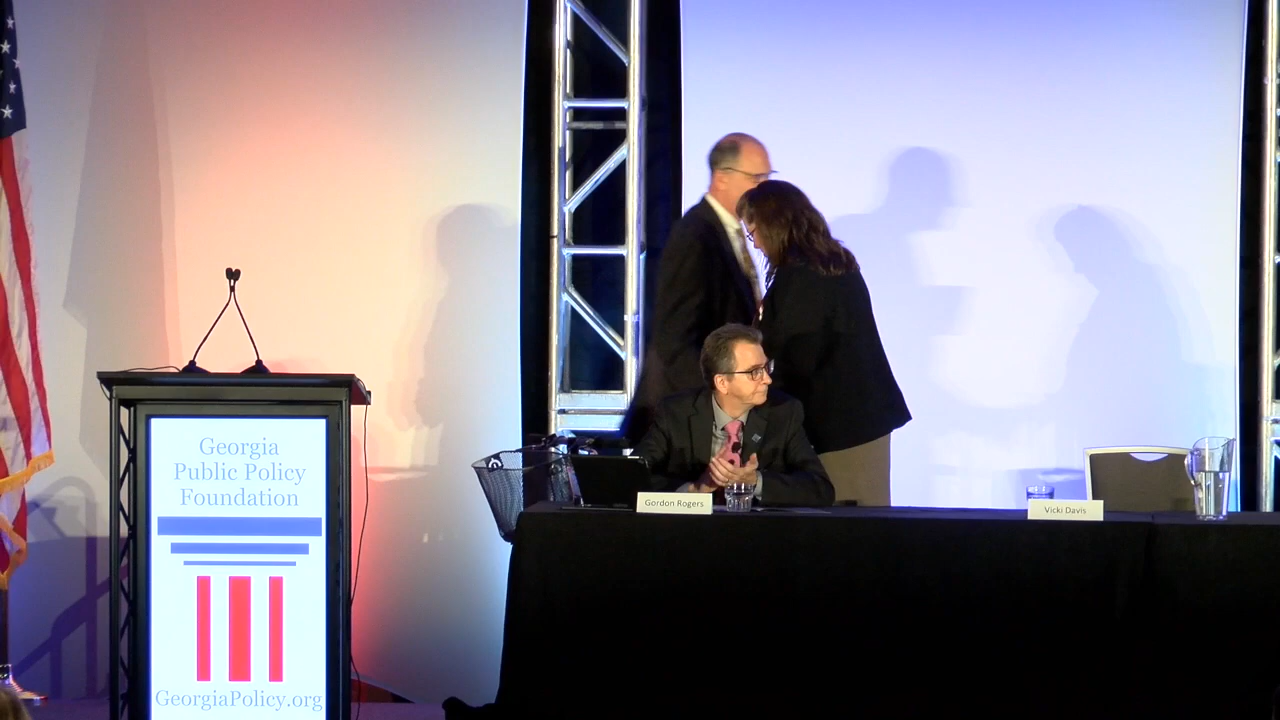 Georgia
Public Policy
Foundation
GeorgiaPolicy.org
Gordon Rogers
Vicki Davis